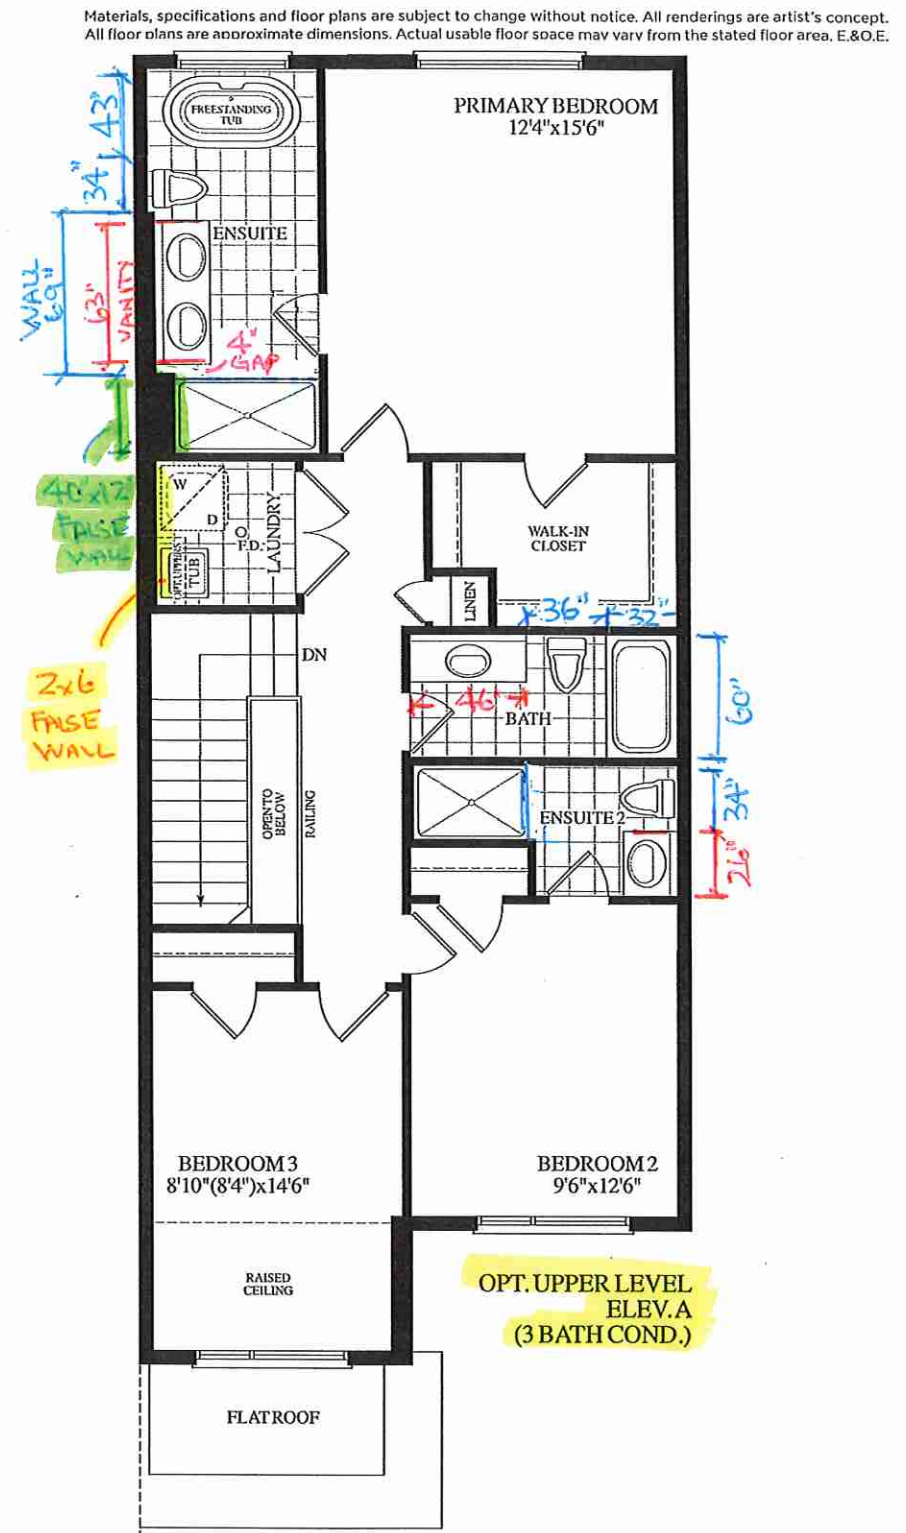 Materials, specifications and floor plans are subject to change without notice. All renderings are artist's concept.
All floor plans are approximate dimensions. Actual usable floor space may vary from the stated floor area. E.&O.E.
FREESTANDING
TUB
PRIMARY BEDROOM
12'4"x15'6"
43"
34"
ENSUITE
WALL
69"
63"
VANITY
4"
GAP
40"x12"
FALSE
WALL
W
D
O
F.D.
LAUNDRY
OPT. UPPERS
TUB
WALK-IN
CLOSET
LINEN
36"
32"
DN
2x6
FALSE
WALL
46"
BATH
60"
OPEN TO
BELOW
RAILING
ENSUITE 2
34"
26"
BEDROOM 3
8'10"(8'4")x14'6"
BEDROOM 2
9'6"x12'6"
RAISED
CEILING
OPT. UPPER LEVEL
ELEV. A
(3 BATH COND.)
FLAT ROOF